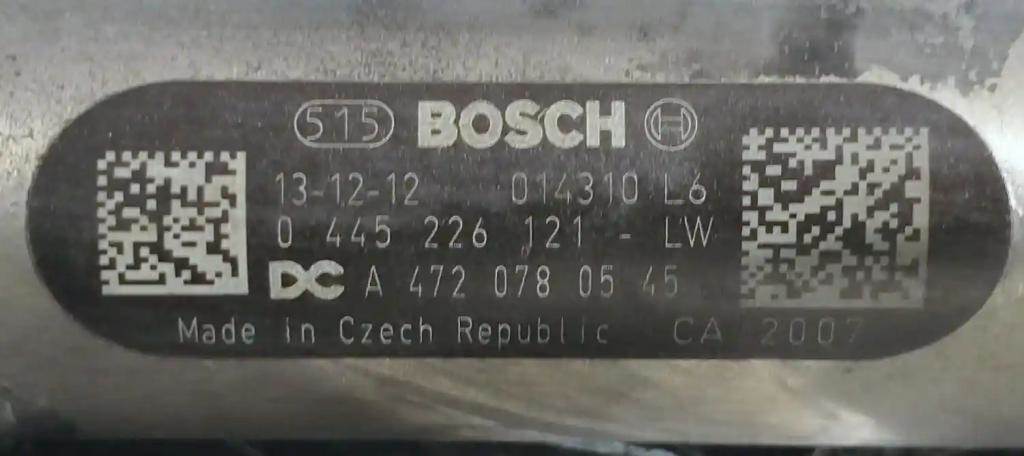 515 BOSCH
13-12-12 014310 L6
0 445 226 121 - LW
DC A 472 078 05 45
Made in Czech Republic CA 2007